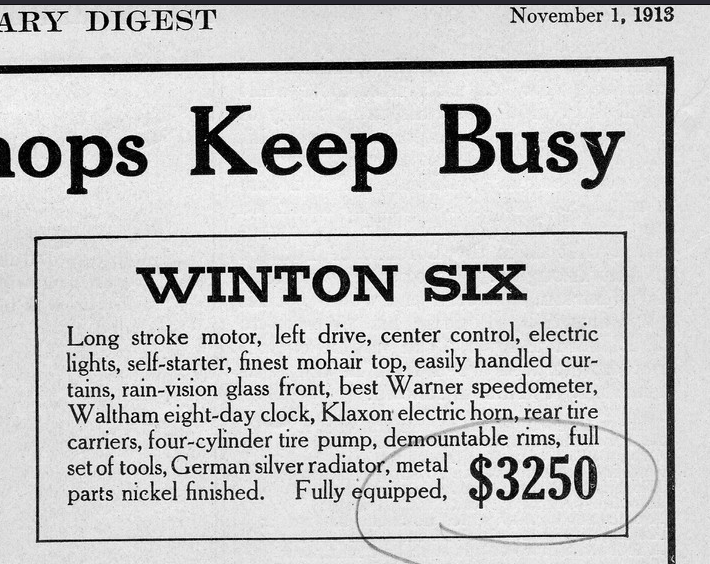 ARY DIGEST
November 1, 1913
hops Keep Busy
WINTON SIX
Long stroke motor, left drive, center control, electric
lights, self-starter, finest mohair top, easily handled cur-
tains, rain-vision glass front, best Warner speedometer,
Waltham eight-day clock, Klaxon electric horn, rear tire
carriers, four-cylinder tire pump, demountable rims, full
set of tools, German silver radiator, metal
parts nickel finished. Fully equipped, $3250